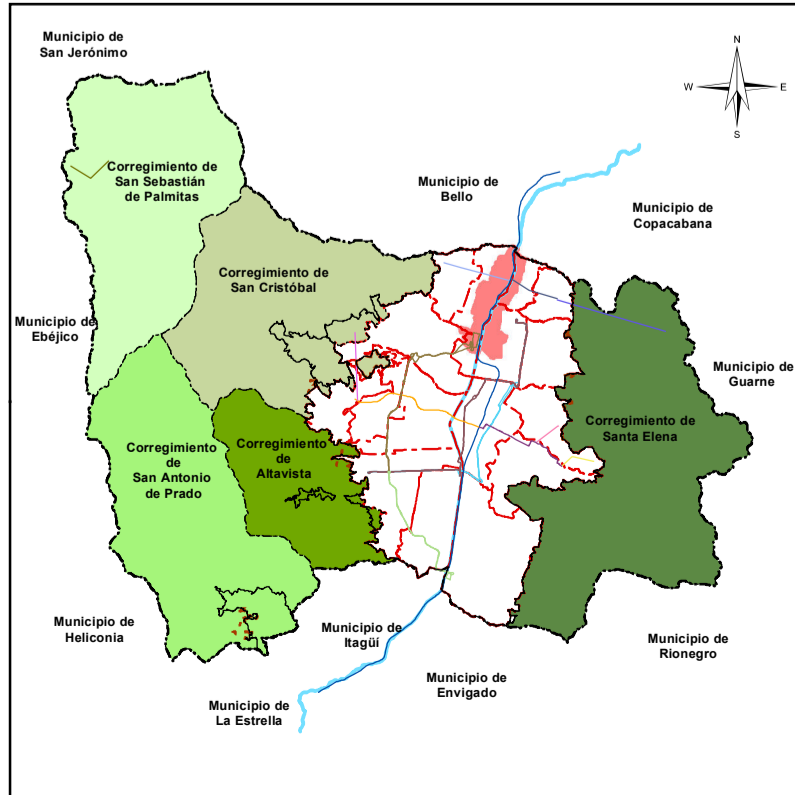 Municipio de
San Jerónimo
N
W
E
S
Corregimiento de
San Sebastián
de Palmitas
Municipio de
Bello
Municipio de
Copacabana
Corregimiento de
San Cristóbal
Municipio de
Ebéjico
Municipio de
Guarne
Corregimiento de
Santa Elena
Corregimiento
de
San Antonio
de Prado
Corregimiento
de
Altavista
Municipio de
Heliconia
Municipio de
Itagüí
Municipio de
Rionegro
Municipio de
Envigado
Municipio de
La Estrella